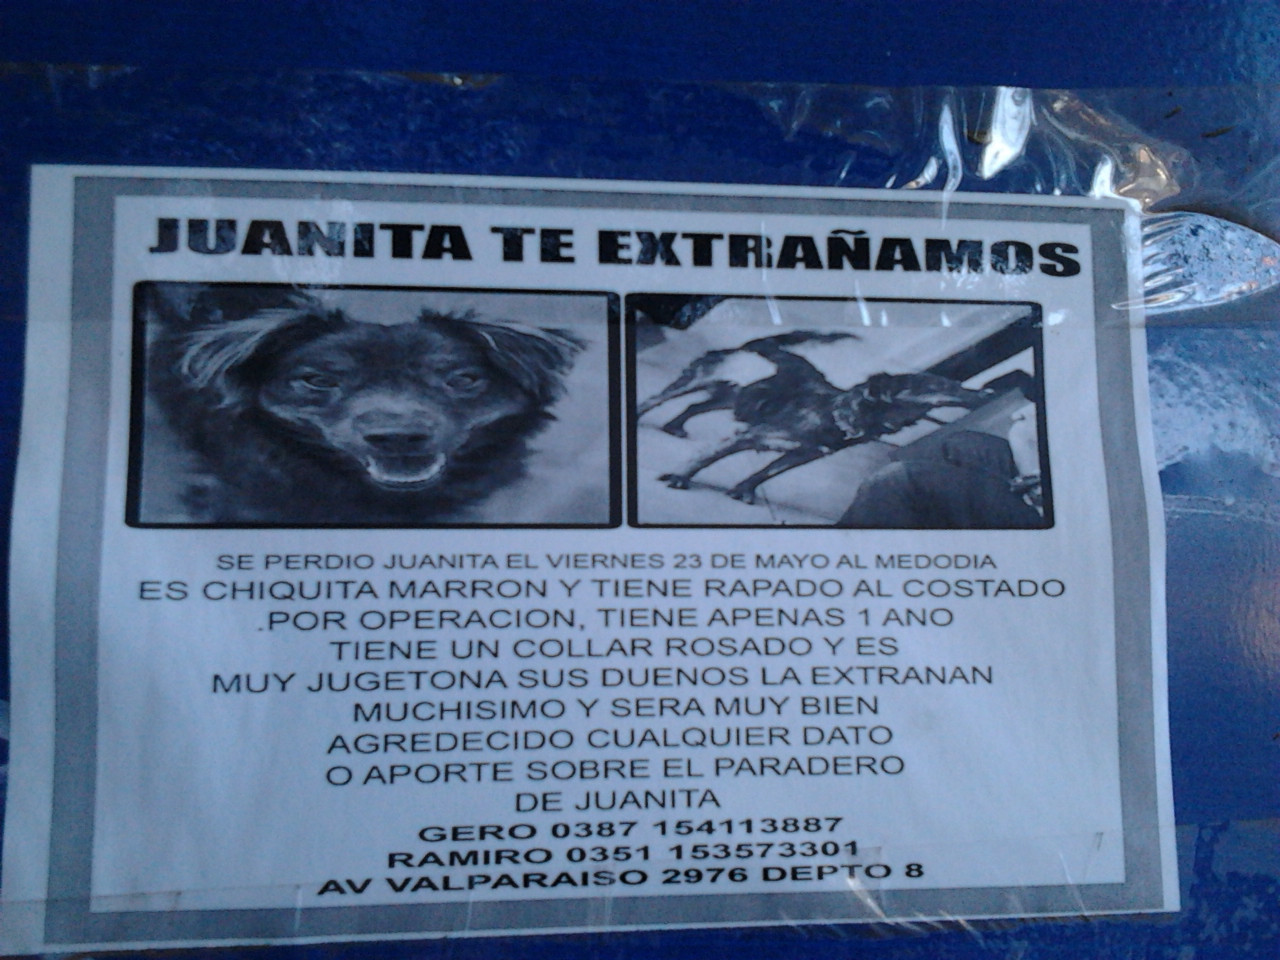 JUANITA TE EXTRAÑAMOS
SE PERDIO JUANITA EL VIERNES 23 DE MAYO AL MEDODIA
ES CHIQUITA MARRON Y TIENE RAPADO AL COSTADO
.POR OPERACION, TIENE APENAS 1 ANO
TIENE UN COLLAR ROSADO Y ES
MUY JUGETONA SUS DUENOS LA EXTRANAN
MUCHISIMO Y SERA MUY BIEN
AGREDECIDO CUALQUIER DATO
O APORTE SOBRE EL PARADERO
DE JUANITA
GERO 0387 154113887
RAMIRO 0351 153573301
AV VALPARAISO 2976 DEPTO 8